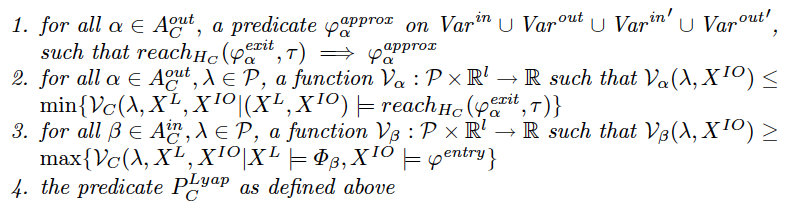 1. for all α ∈ A_C^out, a predicate φ_α^approx on Var^in ∪ Var^out ∪ Var^in′ ∪ Var^out′,
such that reach_{H_C}(φ_α^exit, τ) ⟹ φ_α^approx
2. for all α ∈ A_C^out, λ ∈ 𝒫, a function 𝒱_α : 𝒫 × ℝ^l → ℝ such that 𝒱_α(λ, X^IO) ≤
min{𝒱_C(λ, X^L, X^IO|(X^L, X^IO) ⊨ reach_{H_C}(φ_α^exit, τ)}
3. for all β ∈ A_C^in, λ ∈ 𝒫, a function 𝒱_β : 𝒫 × ℝ^l → ℝ such that 𝒱_β(λ, X^IO) ≥
max{𝒱_C(λ, X^L, X^IO|X^L ⊨ Φ_β, X^IO ⊨ φ^entry}
4. the predicate P_C^Lyap as defined above